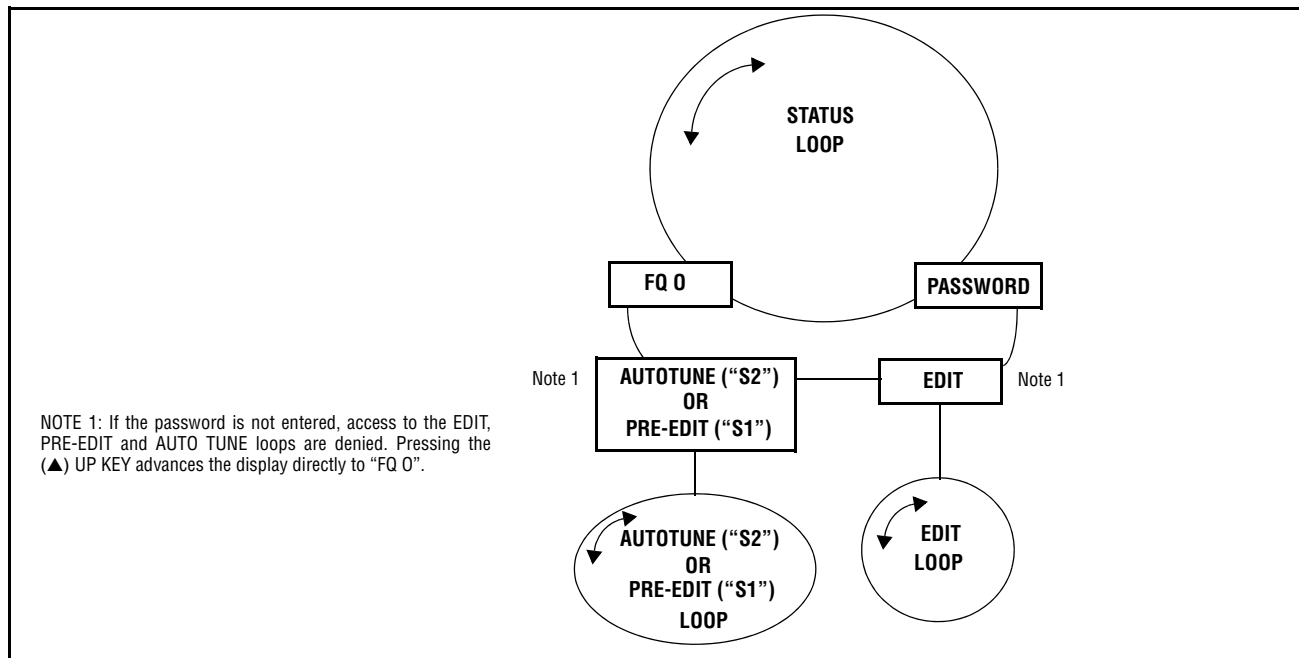 STATUS
LOOP
FQ O
PASSWORD
Note 1
AUTOTUNE (“S2”)
OR
PRE-EDIT (“S1”)
EDIT
Note 1
NOTE 1: If the password is not entered, access to the EDIT,
PRE-EDIT and AUTO TUNE loops are denied. Pressing the
(▲) UP KEY advances the display directly to “FQ O”.
AUTOTUNE (“S2”)
OR
PRE-EDIT (“S1”)
LOOP
EDIT
LOOP